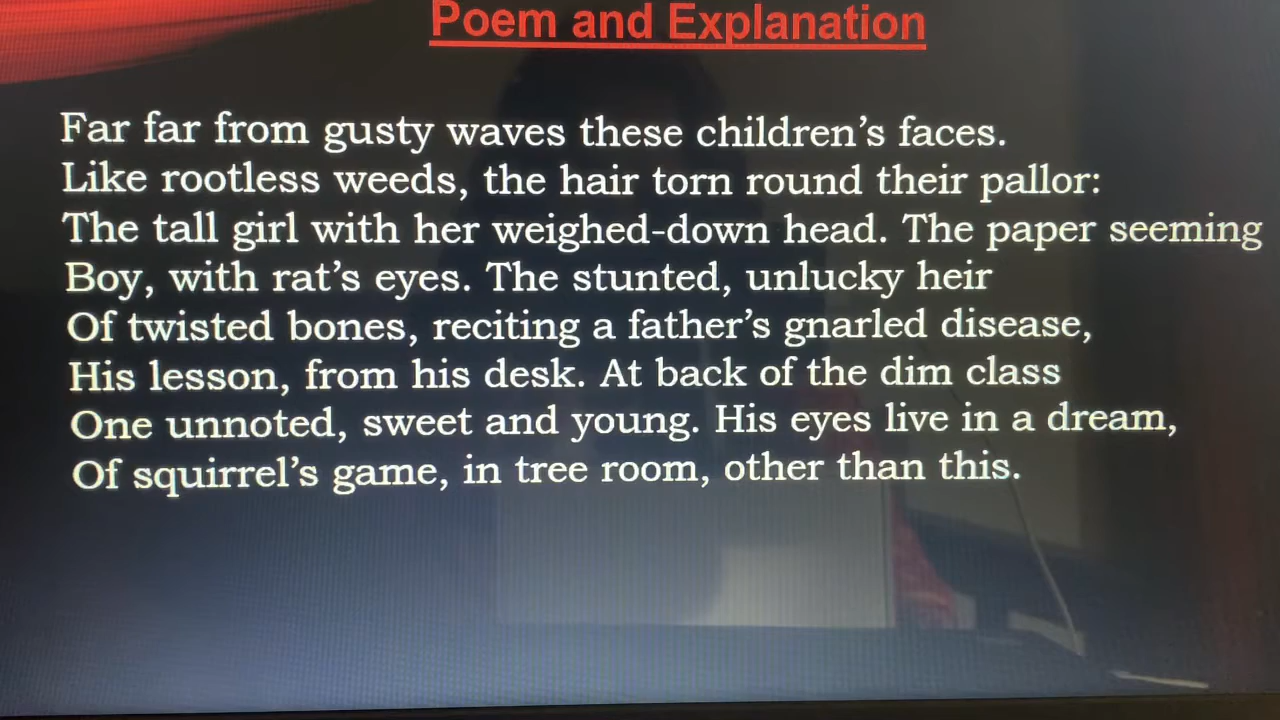 Poem and Explanation
Far far from gusty waves these children's faces.
Like rootless weeds, the hair torn round their pallor:
The tall girl with her weighed-down head. The paper seeming
Boy, with rat's eyes. The stunted, unlucky heir
Of twisted bones, reciting a father's gnarled disease,
His lesson, from his desk. At back of the dim class
One unnoted, sweet and young. His eyes live in a dream,
Of squirrel's game, in tree room, other than this.